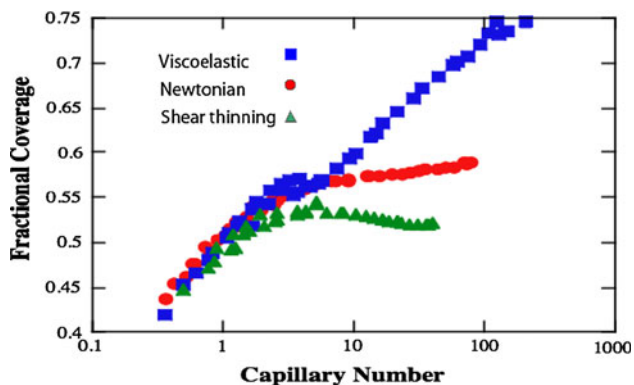 0.75
0.7
0.65
0.6
0.55
0.5
0.45
0.4
Fractional Coverage
Viscoelastic
Newtonian
Shear thinning
0.1 1 10 100 1000
Capillary Number